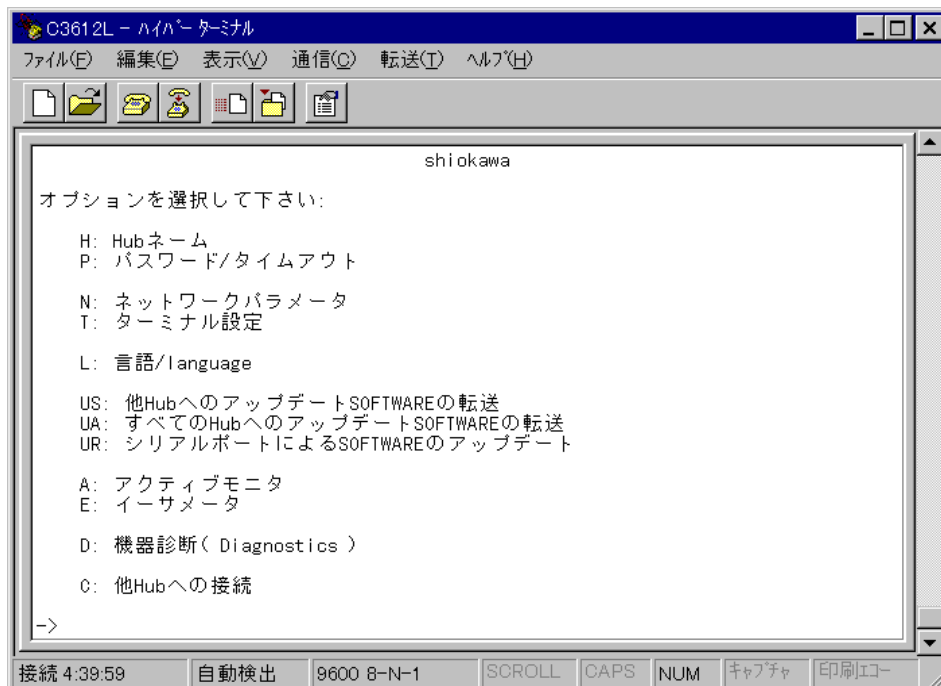 C3612L - ﾊｲﾊﾟｰ ﾀｰﾐﾅﾙ
ﾌｧｲﾙ(F) 編集(E) 表示(V) 通信(C) 転送(T) ﾍﾙﾌﾟ(H)
shiokawa
オプションを選択して下さい:
H: Hubネーム
P: パスワード/タイムアウト
N: ネットワークパラメータ
T: ターミナル設定
L: 言語/language
US: 他HubへのアップデートSOFTWAREの転送
UA: すべてのHubへのアップデートSOFTWAREの転送
UR: シリアルポートによるSOFTWAREのアップデート
A: アクティブモニタ
E: イーサメータ
D: 機器診断( Diagnostics )
C: 他Hubへの接続
->
接続 4:39:59 自動検出 9600 8-N-1 SCROLL CAPS NUM ｷｬﾌﾟﾁｬ 印刷ｴｺｰ